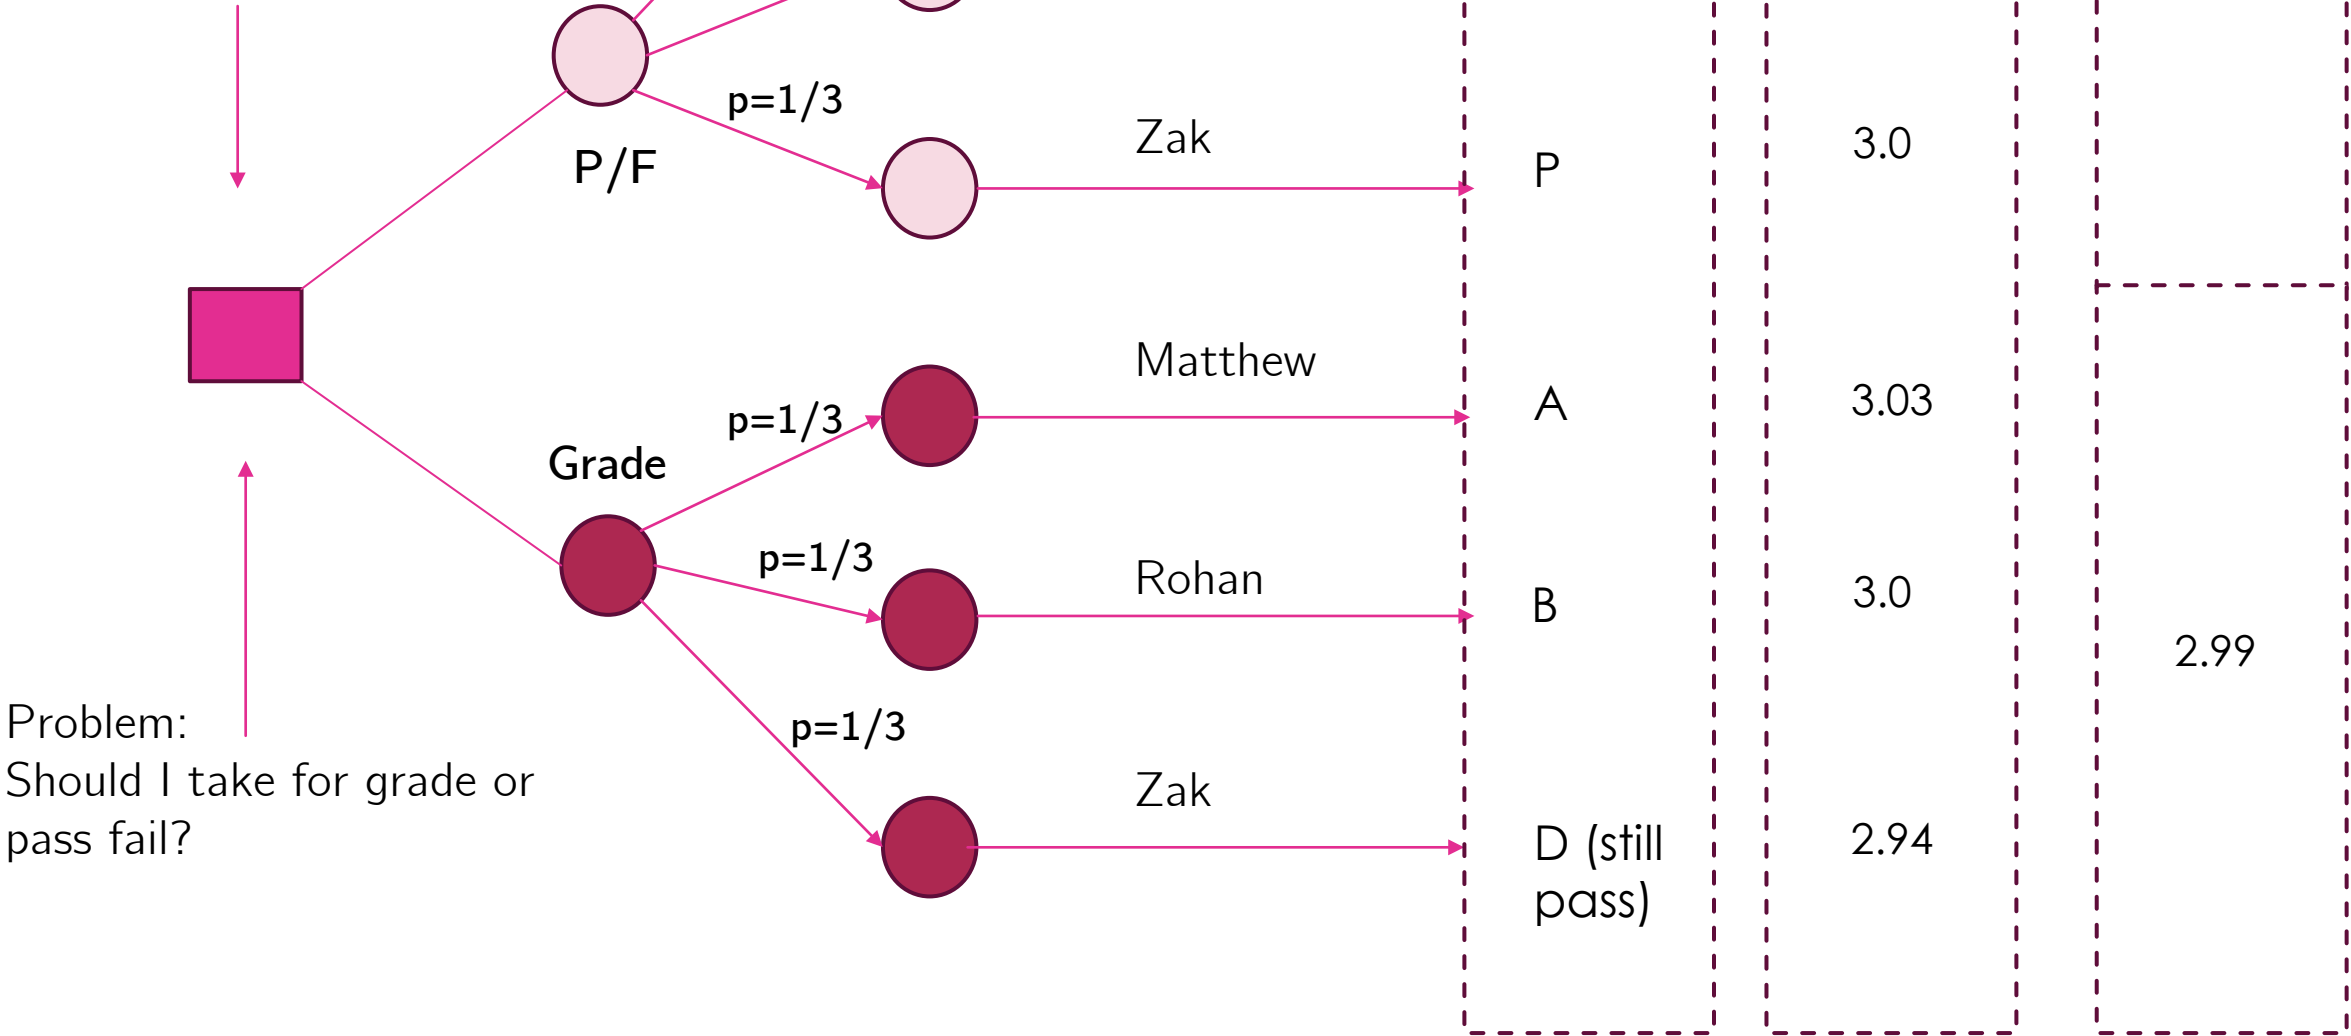 p=1/3
Zak
3.0
P/F
P
Matthew
p=1/3
A
3.03
Grade
p=1/3
Rohan
B
3.0
2.99
Problem:
Should I take for grade or
pass fail?
p=1/3
Zak
D (still
pass)
2.94